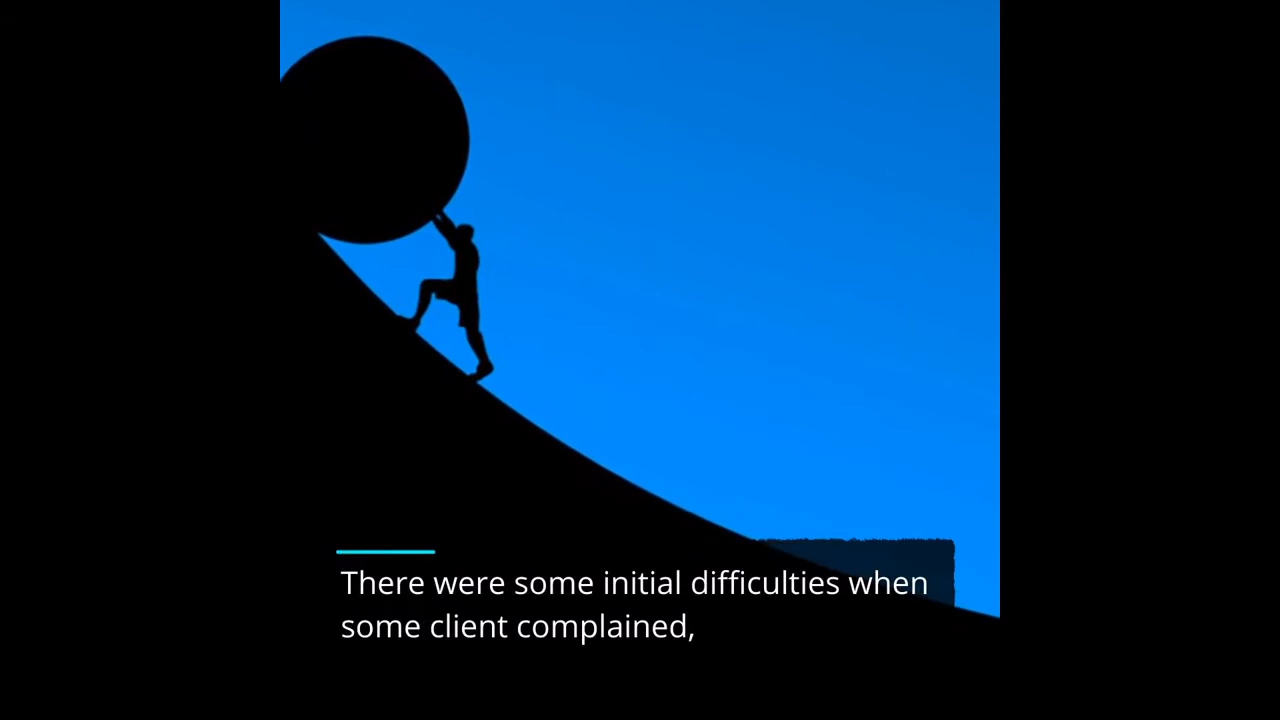 There were some initial difficulties when
some client complained,